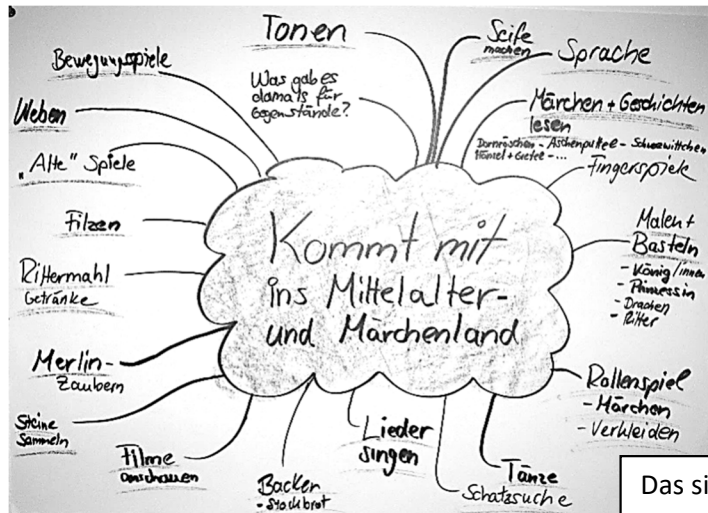 Tonen
Seife
machen
Sprache
Bewegungsspiele
Was gab es
damals für
Gegenstände?
Märchen + Geschichten
lesen
Dornröschen - Aschenputtel - Schneewittchen
Hänsel + Gretel - ...
Weben
"Alte" Spiele
Fingerspiele
Filzen
Malen +
Basteln
- König/innen
- Prinzessin
- Drachen
- Ritter
Kommt mit
ins Mittelalter-
und Märchenland
Rittermahl
Getränke
Merlin-
Zaubern
Rollenspiel
- Märchen
- Verkleiden
Steine
Sammeln
Filme
anschauen
Backen
- Stockbrot
Lieder
singen
Schatzsuche
Tänze
Das si